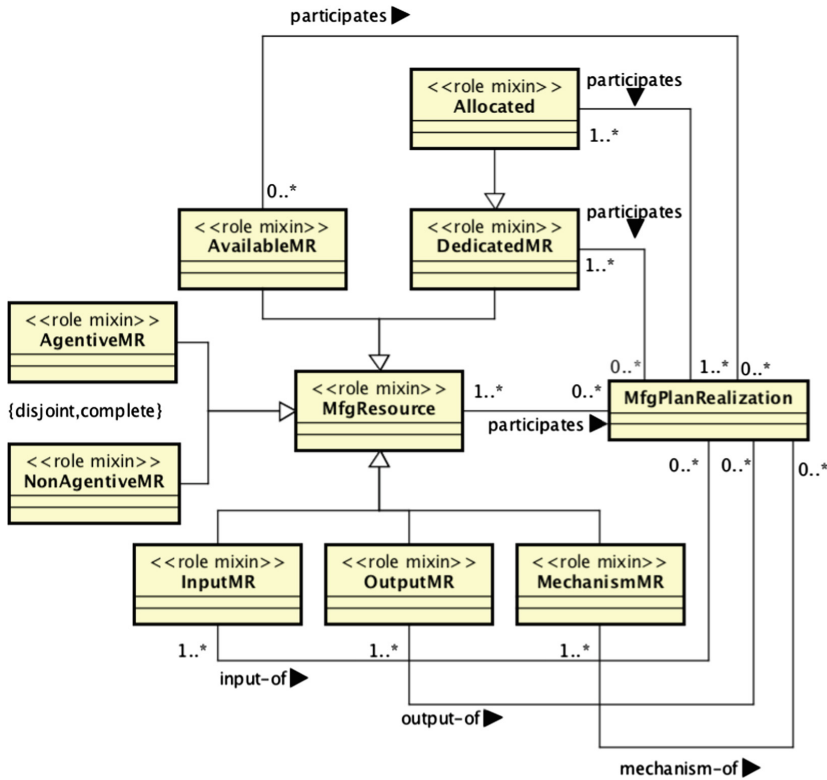 participates
<<role mixin>>
Allocated
participates
1..*
0..*
<<role mixin>>
AvailableMR
<<role mixin>>
DedicatedMR
participates
1..*
<<role mixin>>
AgentiveMR
{disjoint,complete}
<<role mixin>>
NonAgentiveMR
<<role mixin>>
MfgResource
1..*
0..*
participates
0..*
1..*
0..*
MfgPlanRealization
0..*
0..*
0..*
<<role mixin>>
InputMR
<<role mixin>>
OutputMR
<<role mixin>>
MechanismMR
1..*
1..*
1..*
input-of
output-of
mechanism-of